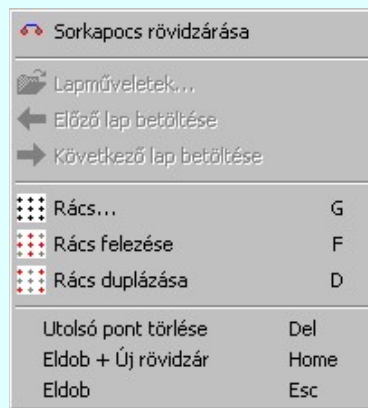 Sorkapocs rövidzárása
Lapműveletek...
Előző lap betöltése
Következő lap betöltése
Rács... G
Rács felezése F
Rács duplázása D
Utolsó pont törlése Del
Eldob + Új rövidzár Home
Eldob Esc